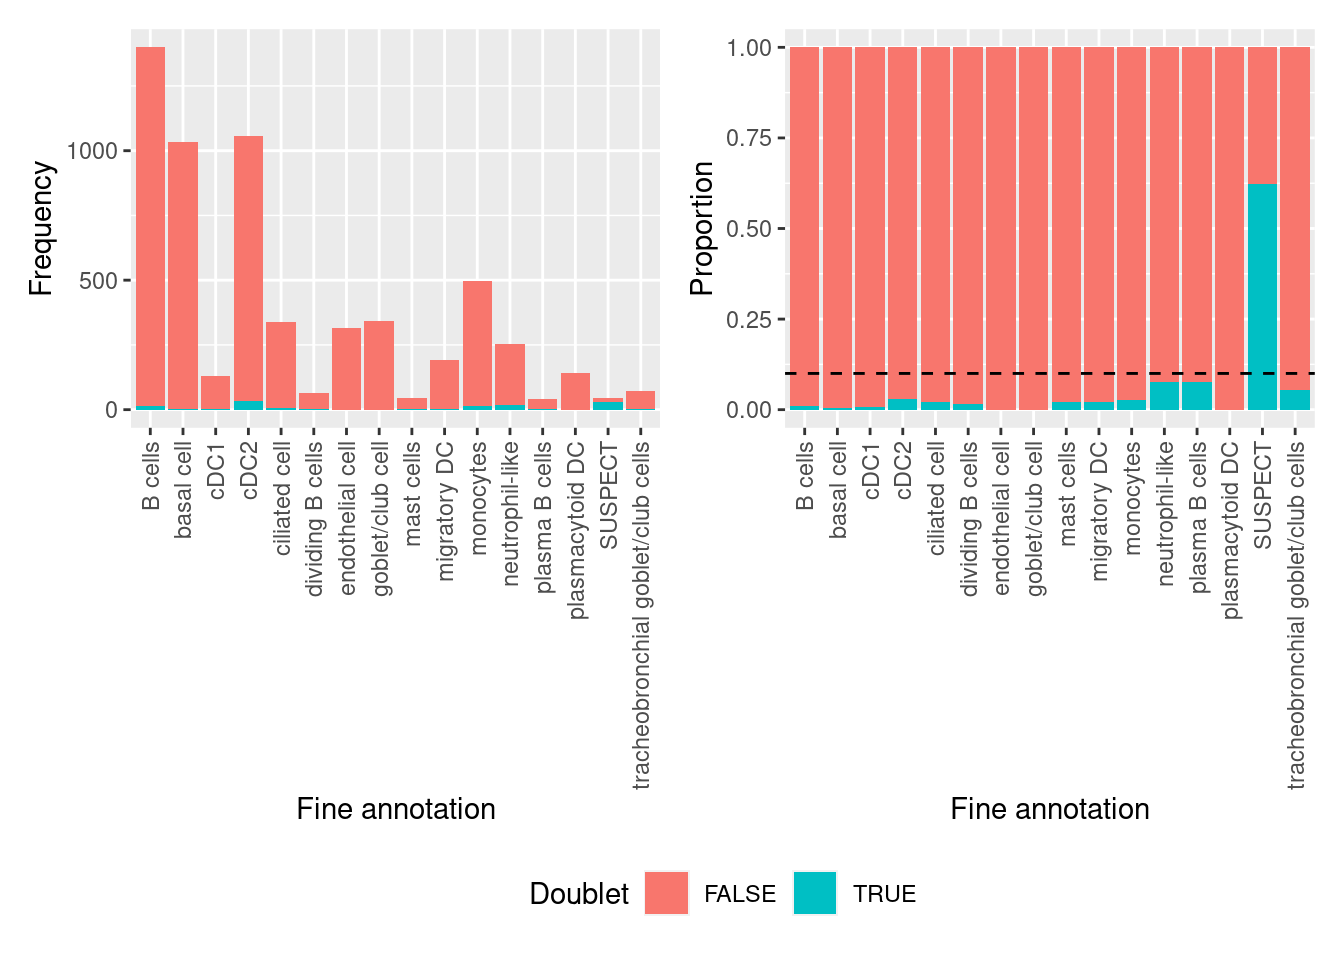 Frequency
1000
500
0
B cells
basal cell
cDC1
cDC2
ciliated cell
dividing B cells
endothelial cell
goblet/club cell
mast cells
migratory DC
monocytes
neutrophil-like
plasma B cells
plasmacytoid DC
SUSPECT
tracheobronchial goblet/club cells
Fine annotation
Proportion
1.00
0.75
0.50
0.25
0.00
B cells
basal cell
cDC1
cDC2
ciliated cell
dividing B cells
endothelial cell
goblet/club cell
mast cells
migratory DC
monocytes
neutrophil-like
plasma B cells
plasmacytoid DC
SUSPECT
tracheobronchial goblet/club cells
Fine annotation
Doublet FALSE TRUE